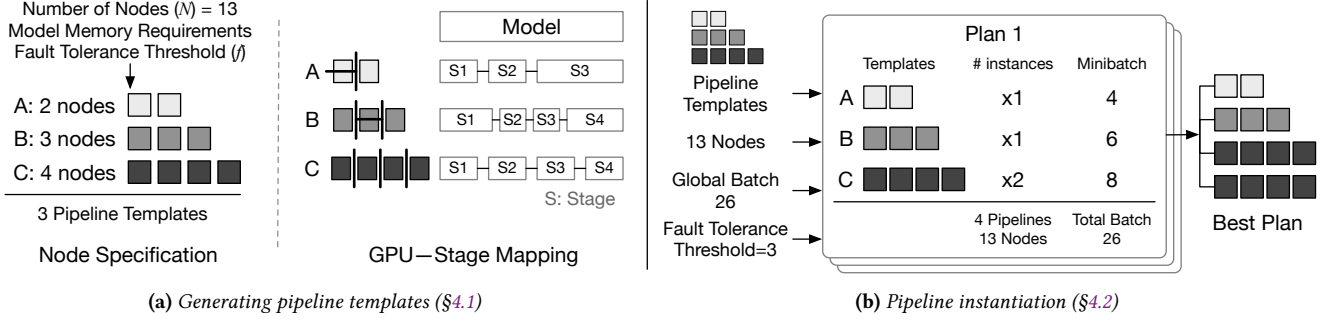 Number of Nodes (N) = 13
Model Memory Requirements
Fault Tolerance Threshold (f)
A: 2 nodes
B: 3 nodes
C: 4 nodes
3 Pipeline Templates
Node Specification
Model
A
S1
S2
S3
B
S1
S2
S3
S4
C
S1
S2
S3
S4
S: Stage
GPU—Stage Mapping
(a) Generating pipeline templates (§4.1)
Pipeline
Templates
13 Nodes
Global Batch
26
Fault Tolerance
Threshold=3
Plan 1
Templates # instances Minibatch
A x1 4
B x1 6
C x2 8
4 Pipelines Total Batch
13 Nodes 26
Best Plan
(b) Pipeline instantiation (§4.2)